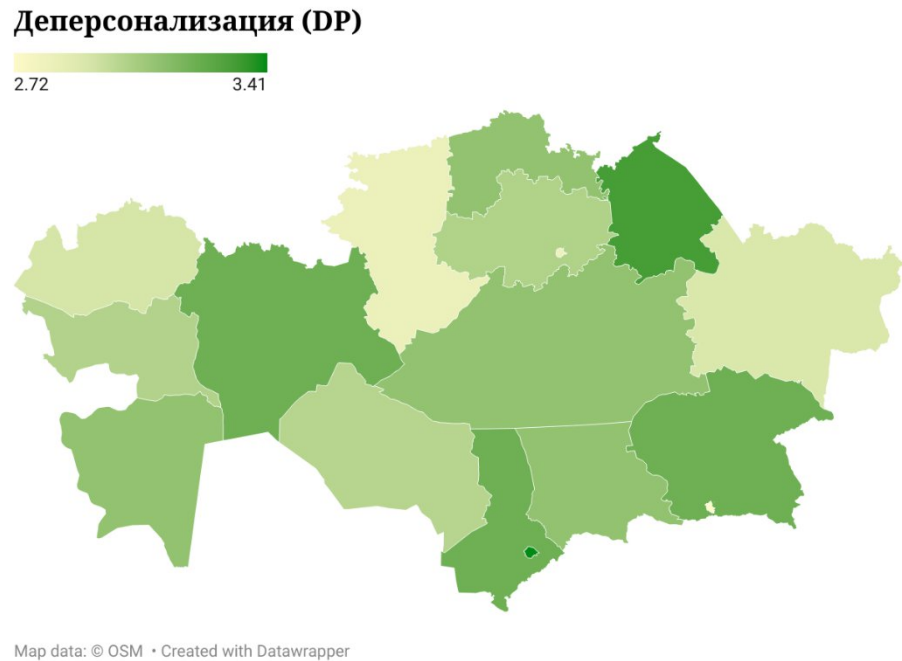 Деперсонализация (DP)
2.72 3.41
Map data: © OSM • Created with Datawrapper